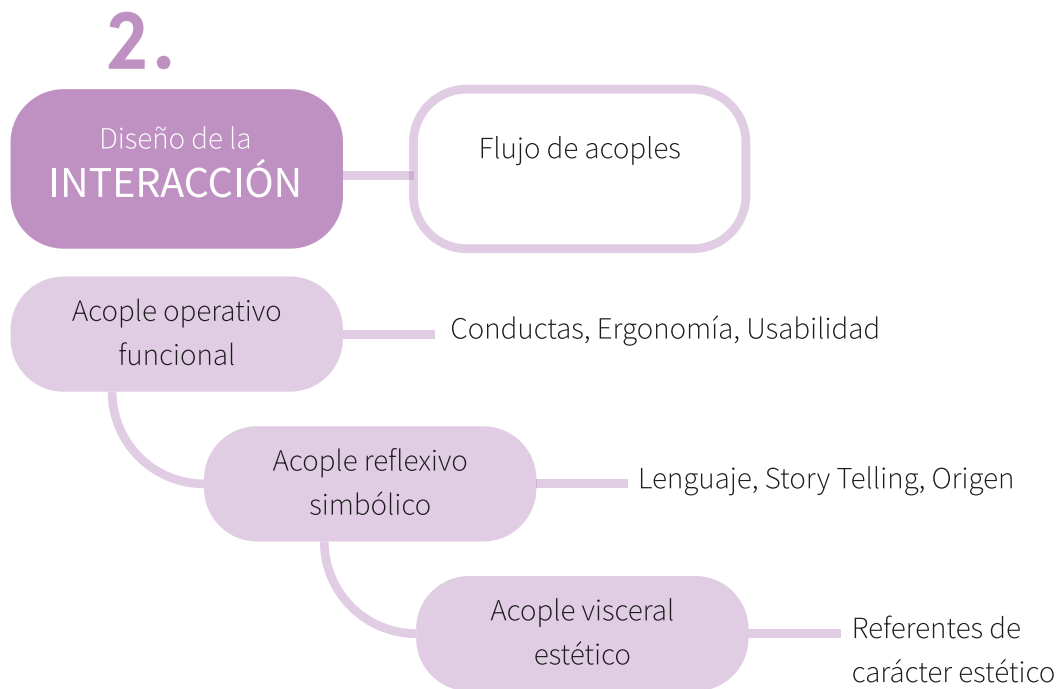 2.
Diseño de la
INTERACCIÓN
Flujo de acoples
Acople operativo
funcional
Conductas, Ergonomía, Usabilidad
Acople reflexivo
simbólico
Lenguaje, Story Telling, Origen
Acople visceral
estético
Referentes de
carácter estético